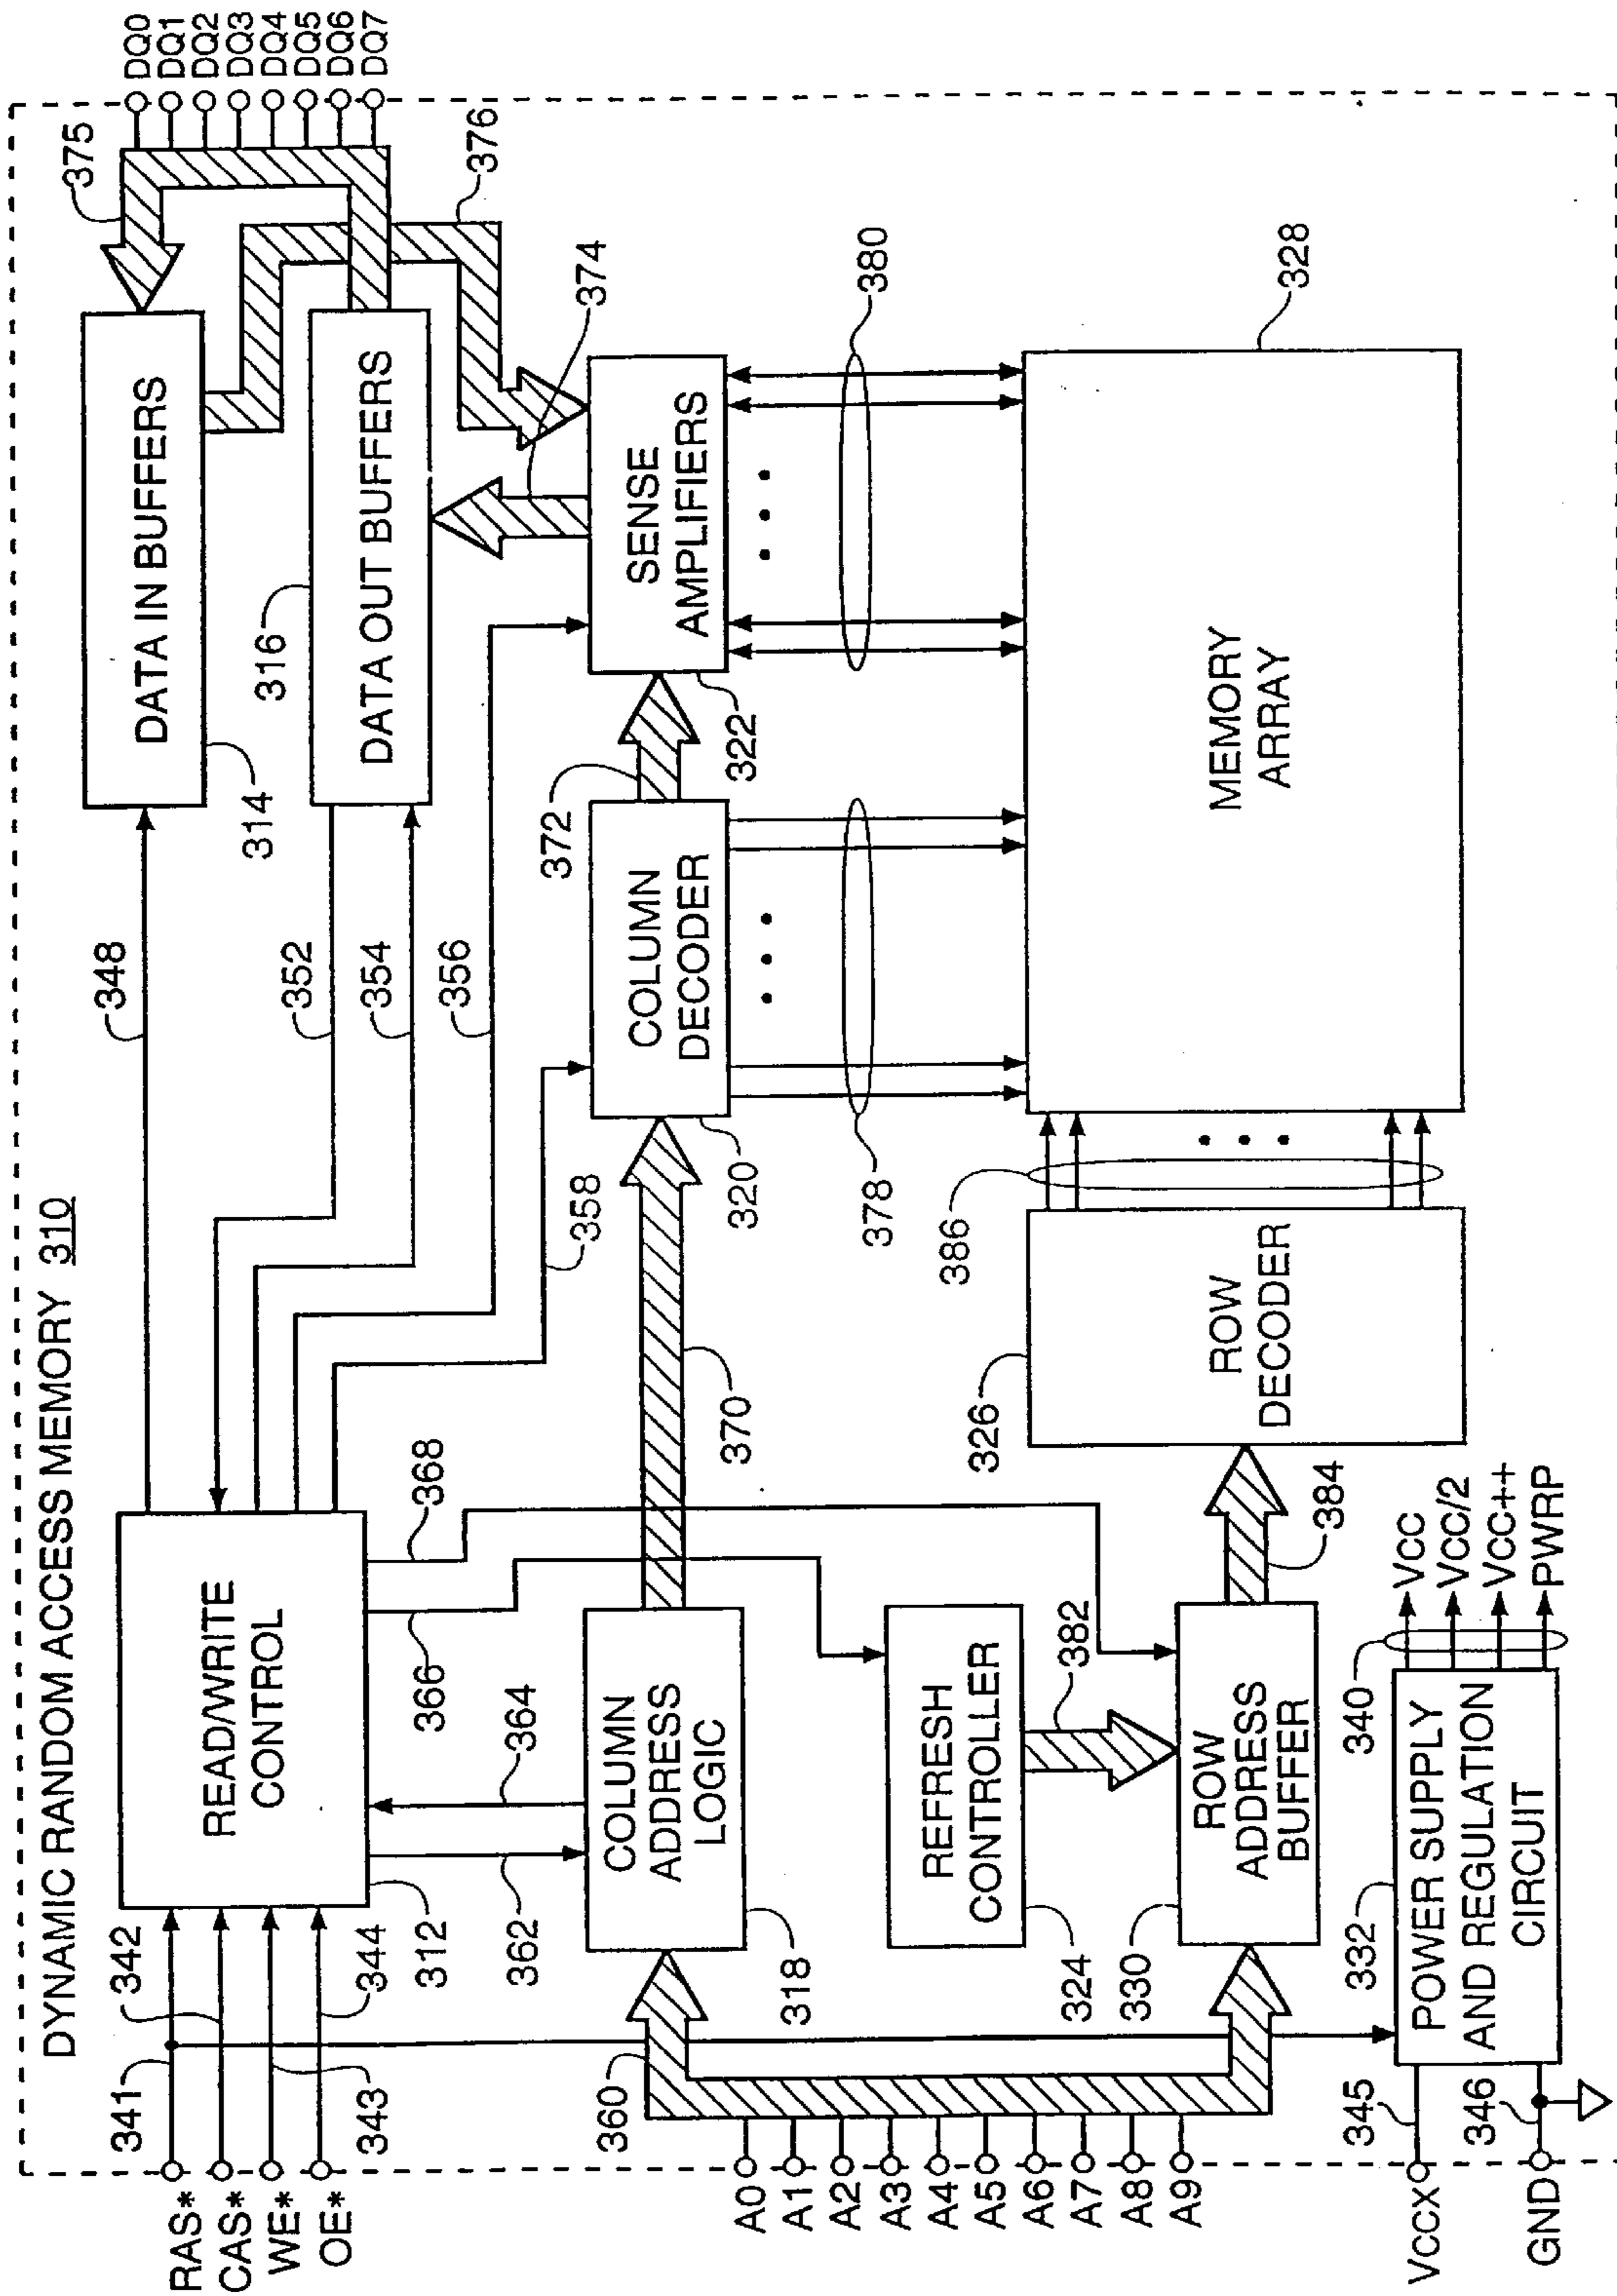 DYNAMIC RANDOM ACCESS MEMORY 310
RAS*
CAS*
WE*
OE*
341
342
343
344
READ/WRITE
CONTROL
312
348
352
354
356
358
362
364
366
368
DATA IN BUFFERS
314
DATA OUT BUFFERS
316
375
376
374
DQ0
DQ1
DQ2
DQ3
DQ4
DQ5
DQ6
DQ7
360
COLUMN
ADDRESS
LOGIC
318
370
COLUMN
DECODER
320
372
SENSE
AMPLIFIERS
322
378
380
A0
A1
A2
A3
A4
A5
A6
A7
A8
A9
REFRESH
CONTROLLER
324
382
ROW
ADDRESS
BUFFER
330
384
ROW
DECODER
326
386
MEMORY
ARRAY
328
VCCX
GND
345
346
POWER SUPPLY
AND REGULATION
CIRCUIT
332
340
VCC
VCC/2
VCC++
PWRP